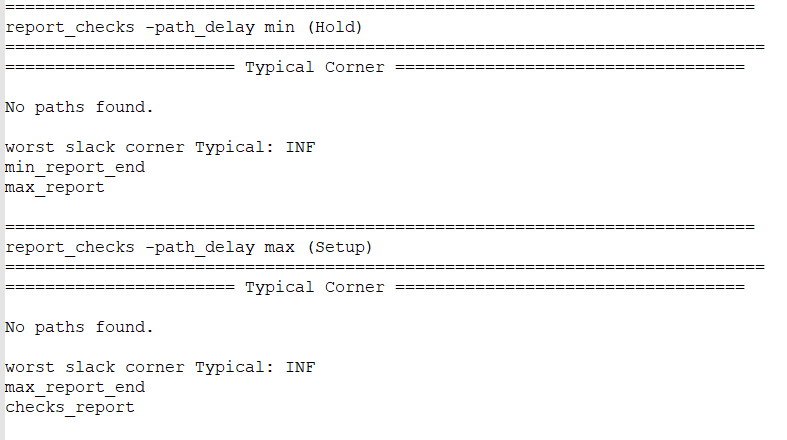 ===========================================================================
report_checks -path_delay min (Hold)
============================================================================
======================= Typical Corner ===================================
No paths found.
worst slack corner Typical: INF
min_report_end
max_report
===========================================================================
report_checks -path_delay max (Setup)
============================================================================
======================= Typical Corner ===================================
No paths found.
worst slack corner Typical: INF
max_report_end
checks_report